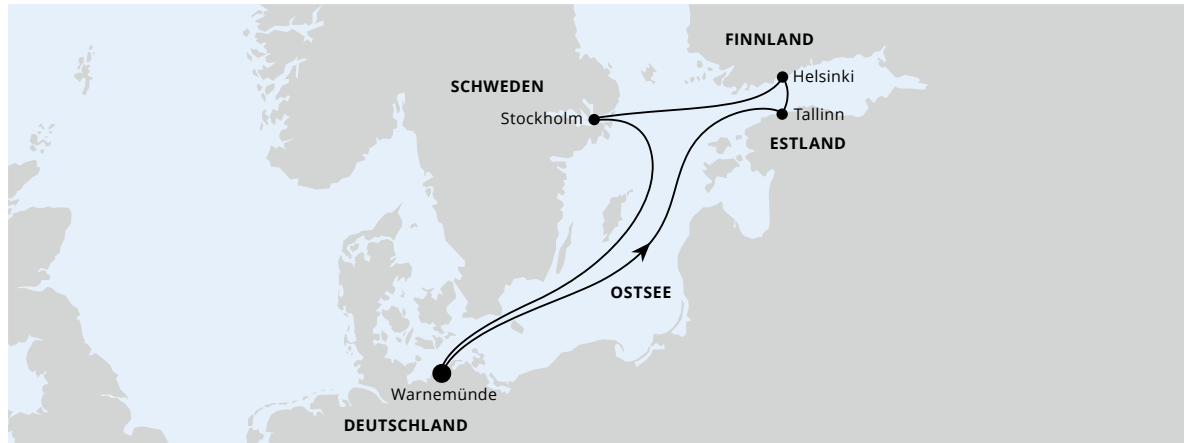 FINNLAND
Helsinki
SCHWEDEN
Stockholm
Tallinn
ESTLAND
OSTSEE
Warnemünde
DEUTSCHLAND